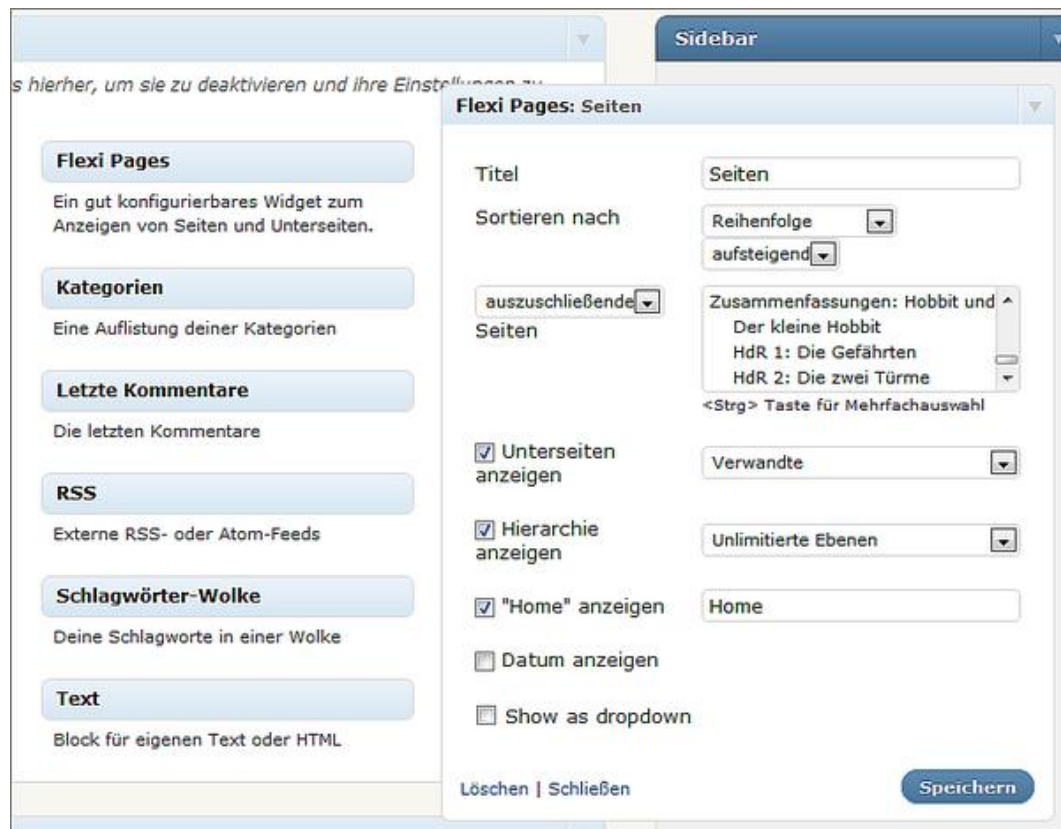 Sidebar
s hierher, um sie zu deaktivieren und ihre Einstellungen zu
Flexi Pages
Ein gut konfigurierbares Widget zum
Anzeigen von Seiten und Unterseiten.
Kategorien
Eine Auflistung deiner Kategorien
Letzte Kommentare
Die letzten Kommentare
RSS
Externe RSS- oder Atom-Feeds
Schlagwörter-Wolke
Deine Schlagworte in einer Wolke
Text
Block für eigenen Text oder HTML
Flexi Pages: Seiten
Titel
Seiten
Sortieren nach
Reihenfolge
aufsteigend
auszuschließende
Seiten
Zusammenfassungen: Hobbit und
Der kleine Hobbit
HdR 1: Die Gefährten
HdR 2: Die zwei Türme
<Strg> Taste für Mehrfachauswahl
Unterseiten
anzeigen
Verwandte
Hierarchie
anzeigen
Unlimitierte Ebenen
"Home" anzeigen
Home
Datum anzeigen
Show as dropdown
Löschen | Schließen
Speichern